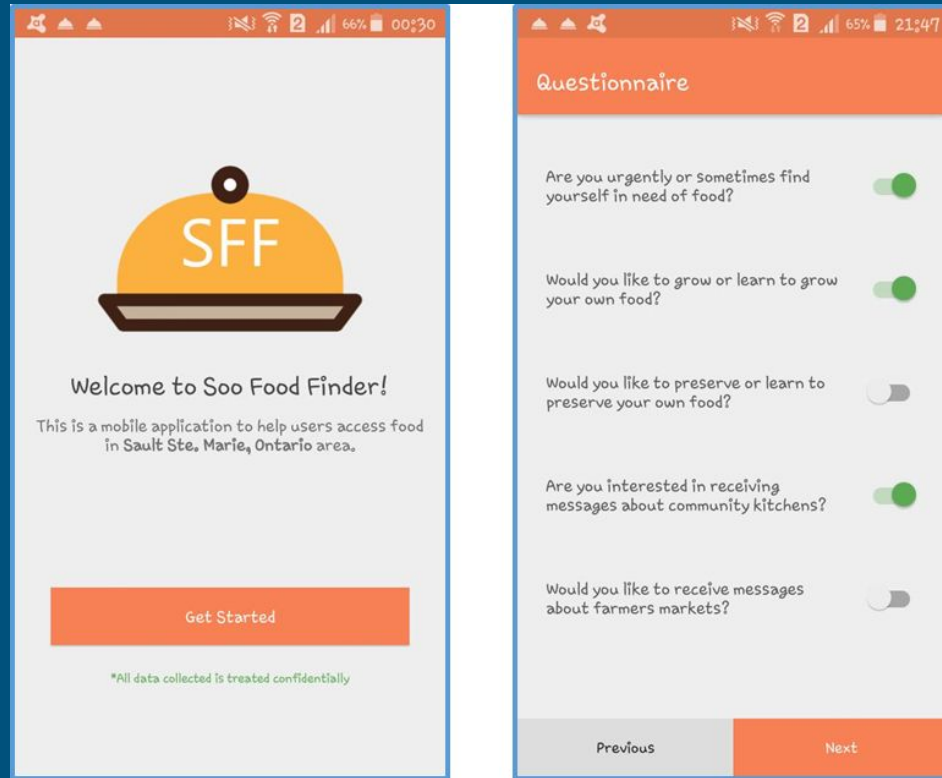 2 66% 00:30
SFF
Welcome to Soo Food Finder!
This is a mobile application to help users access food
in Sault Ste. Marie, Ontario area.
Get Started
*All data collected is treated confidentially
2 65% 21:47
Questionnaire
Are you urgently or sometimes find
yourself in need of food?
Would you like to grow or learn to grow
your own food?
Would you like to preserve or learn to
preserve your own food?
Are you interested in receiving
messages about community kitchens?
Would you like to receive messages
about farmers markets?
Previous
Next